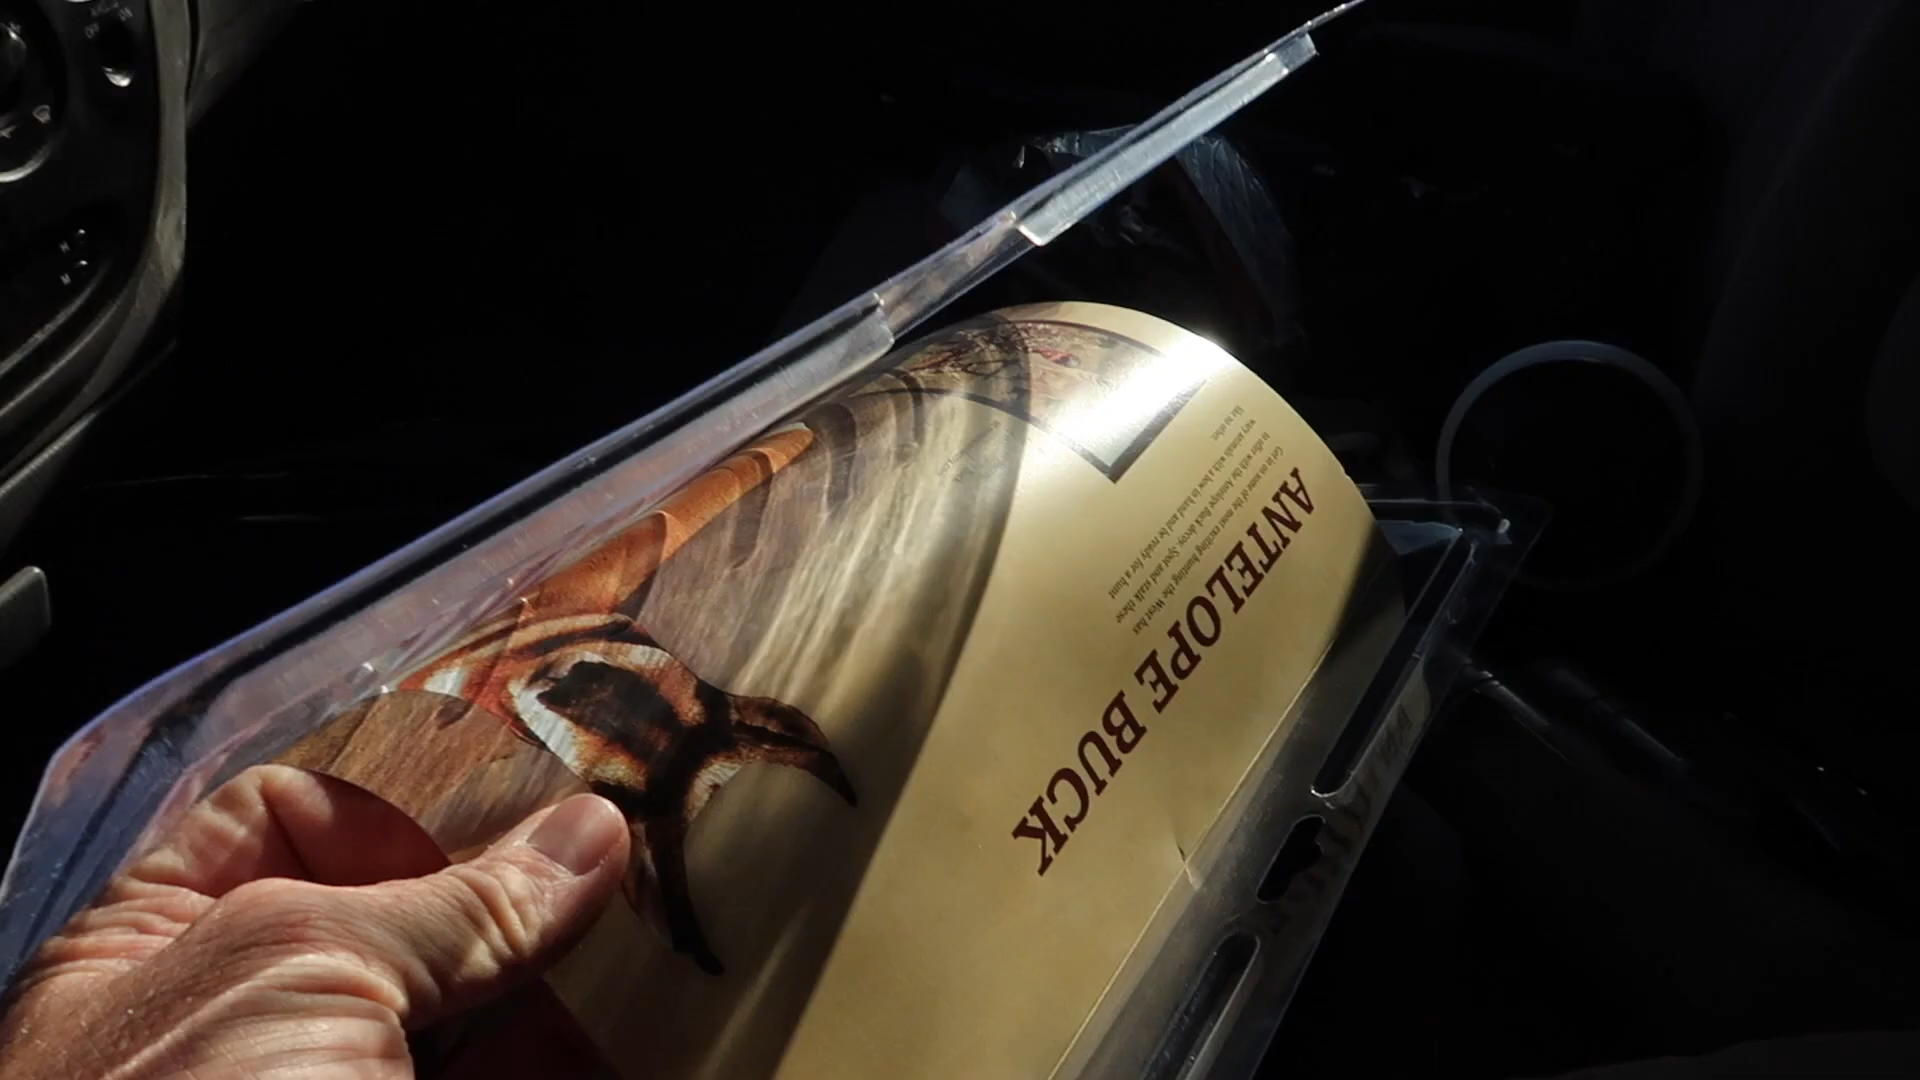 ANTELOPE BUCK
Get in on some of the most exciting hunting the West has
to offer with the Antelope Buck decoy. Spot and stalk these
wary animals with a bow in hand and be ready for a hunt
like no other.